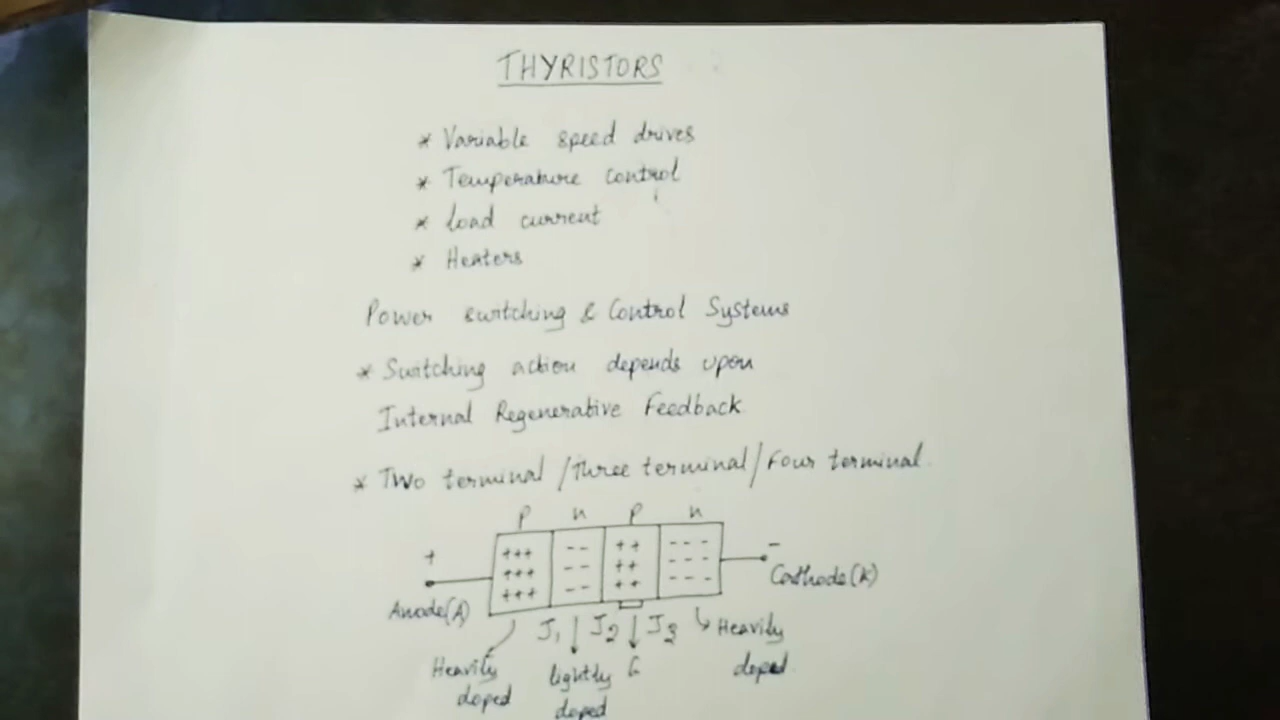 THYRISTORS
* Variable speed drives
* Temperature control
* load current
* Heaters
Power switching & Control Systems
* Switching action depends upon
Internal Regenerative Feedback
* Two terminal / Three terminal / Four terminal.
P n P n
+ +++ -- ++ --- -
+++ -- ++ ---
+++ -- ++ ---
Anode(A) Cathode(K)
J1 J2 J3 Heavily
doped
Heavily
doped
lightly
doped
G